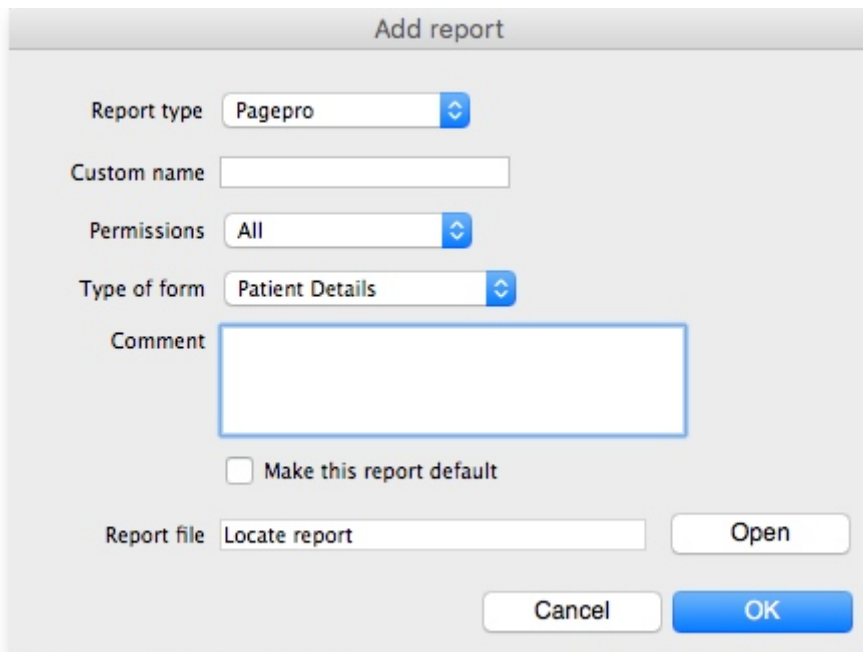 Add report
Report type Pagepro
Custom name
Permissions All
Type of form Patient Details
Comment
Make this report default
Report file Locate report Open
Cancel OK